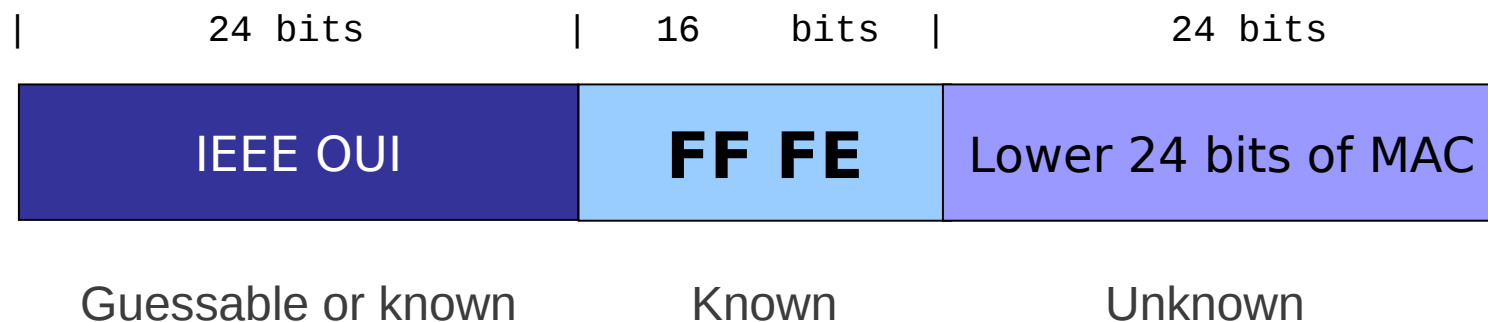 | 24 bits | 16 bits | 24 bits
IEEE OUI FF FE Lower 24 bits of MAC
Guessable or known Known Unknown